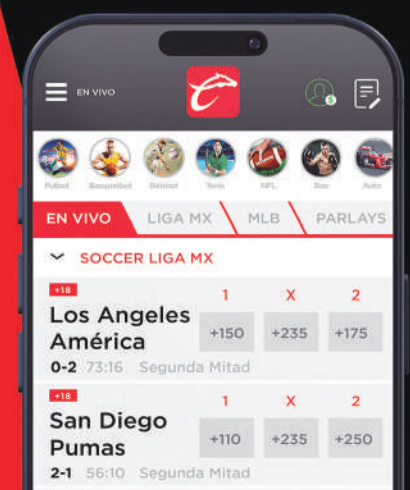 EN VIVO
Futbol Basquetbol Béisbol Tenis NFL Box Auto
EN VIVO LIGA MX MLB PARLAYS
SOCCER LIGA MX
+18 1 X 2
Los Angeles
América
+150 +235 +175
0-2 73:16 Segunda Mitad
+18 1 X 2
San Diego
Pumas
+110 +235 +250
2-1 56:10 Segunda Mitad